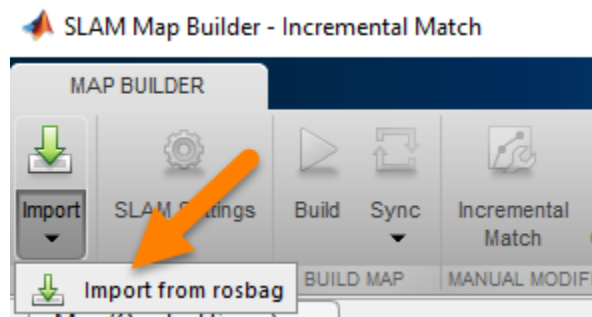 SLAM Map Builder - Incremental Match
MAP BUILDER
Import
SLAM
Build
Sync
Incremental
Match
Import from rosbag
BUILD MAP
MANUAL